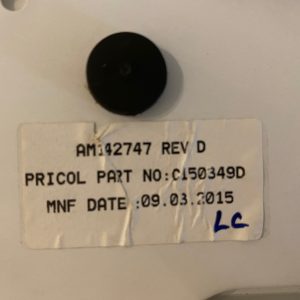 AM142747 REV D
PRICOL PART NO:C150349D
MNF DATE :09.03.2015
LC